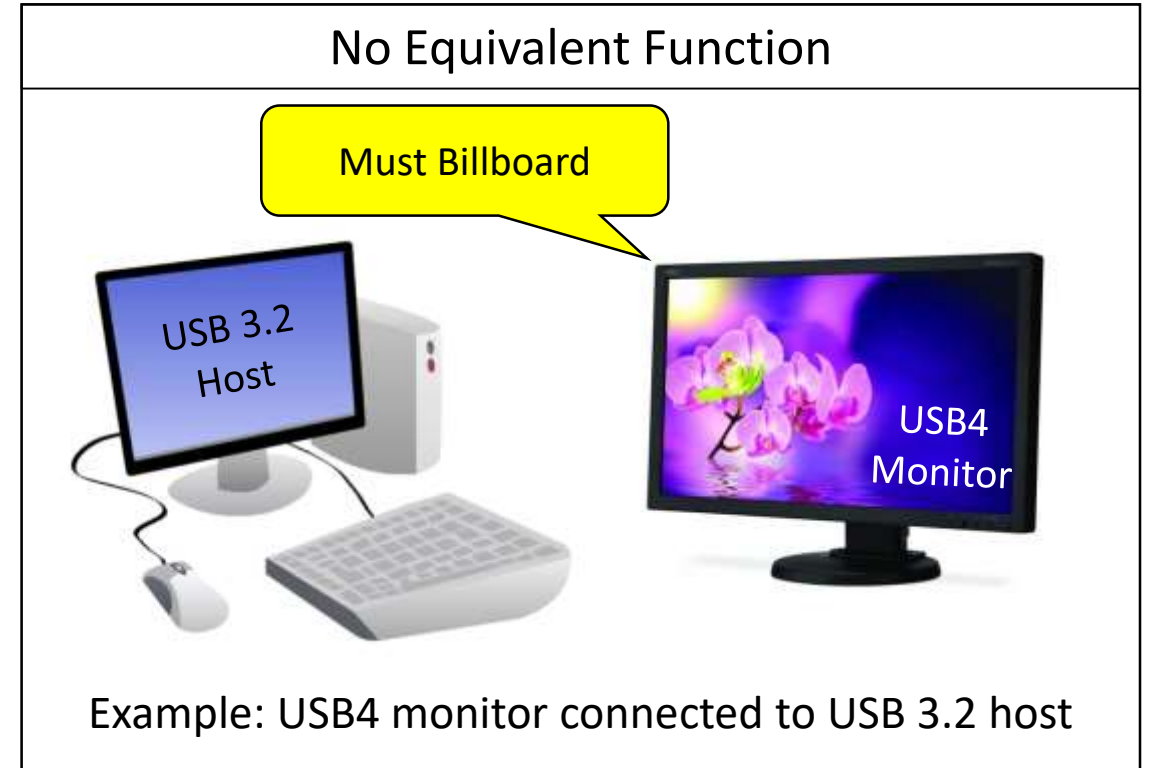 No Equivalent Function
Must Billboard
USB 3.2
Host
USB4
Monitor
Example: USB4 monitor connected to USB 3.2 host